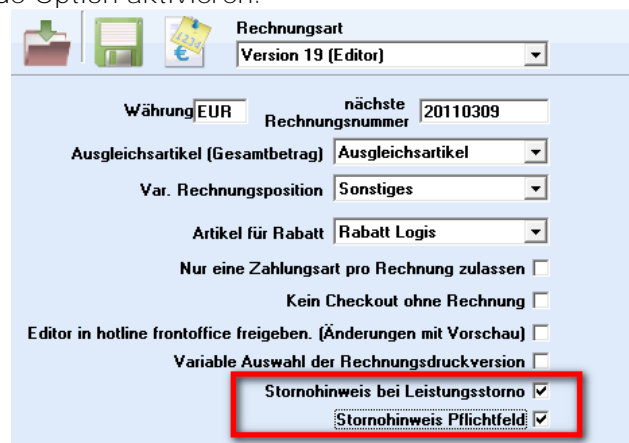 Option aktivieren.
Rechnungsart
Version 19 (Editor)
Währung EUR nächste Rechnungsnummer 20110309
Ausgleichsartikel (Gesamtbetrag) Ausgleichsartikel
Var. Rechnungsposition Sonstiges
Artikel für Rabatt Rabatt Logis
Nur eine Zahlungsart pro Rechnung zulassen
Kein Checkout ohne Rechnung
Editor in hotline frontoffice freigeben. (Änderungen mit Vorschau)
Variable Auswahl der Rechnungsdruckversion
Stornohinweis bei Leistungsstorno
Stornohinweis Pflichtfeld